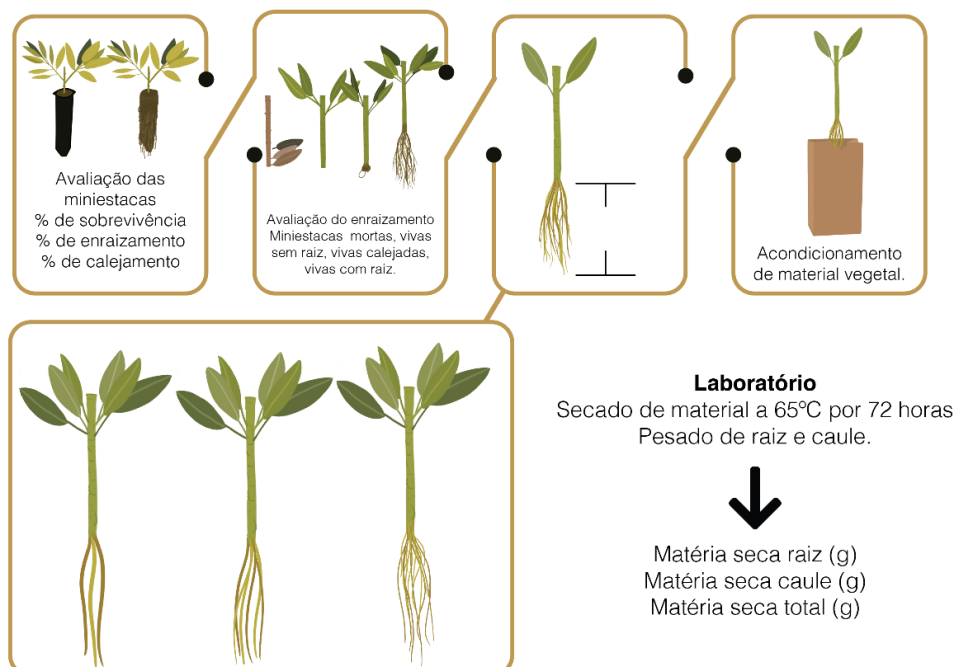 Avaliação das
miniestacas
% de sobrevivência
% de enraizamento
% de calejamento
Avaliação do enraizamento
Miniestacas mortas, vivas
sem raiz, vivas calejadas,
vivas com raiz.
Acondicionamento
de material vegetal.
Laboratório
Secado de material a 65ºC por 72 horas
Pesado de raiz e caule.
Matéria seca raiz (g)
Matéria seca caule (g)
Matéria seca total (g)